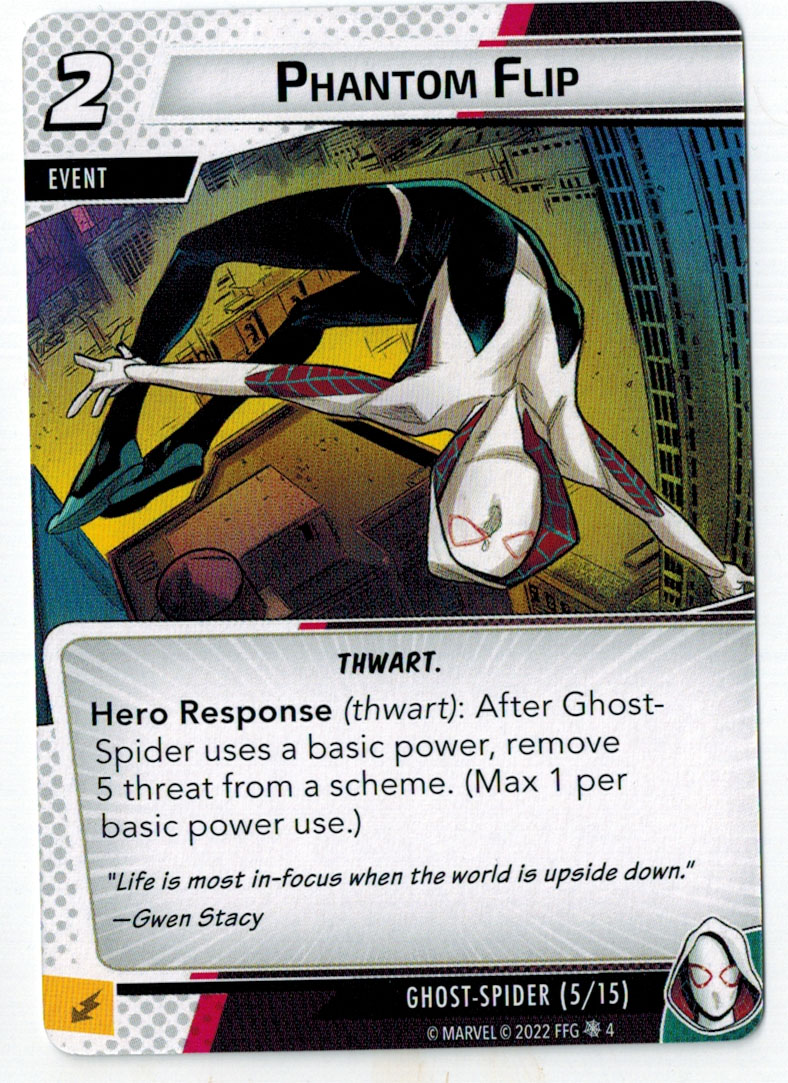 2
PHANTOM FLIP
EVENT
THWART.
Hero Response (thwart): After Ghost-
Spider uses a basic power, remove
5 threat from a scheme. (Max 1 per
basic power use.)
"Life is most in-focus when the world is upside down."
—Gwen Stacy
GHOST-SPIDER (5/15)
© MARVEL © 2022 FFG 4